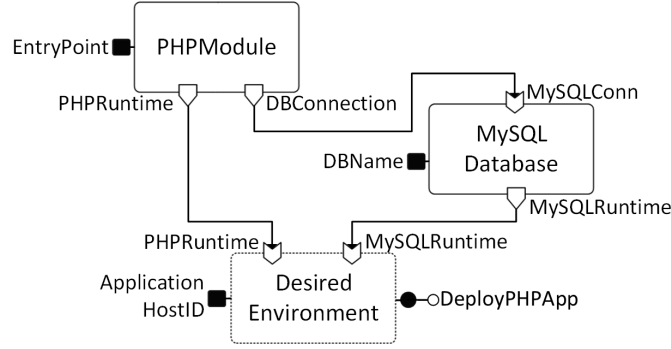 EntryPoint
PHPModule
PHPRuntime
DBConnection
MySQLConn
DBName
MySQL
Database
MySQLRuntime
PHPRuntime
MySQLRuntime
Application
HostID
Desired
Environment
DeployPHPApp